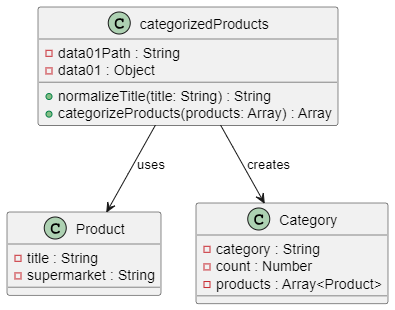 C categorizedProducts
data01Path : String
data01 : Object
normalizeTitle(title: String) : String
categorizeProducts(products: Array) : Array
uses
creates
C Product
title : String
supermarket : String
C Category
category : String
count : Number
products : Array<Product>